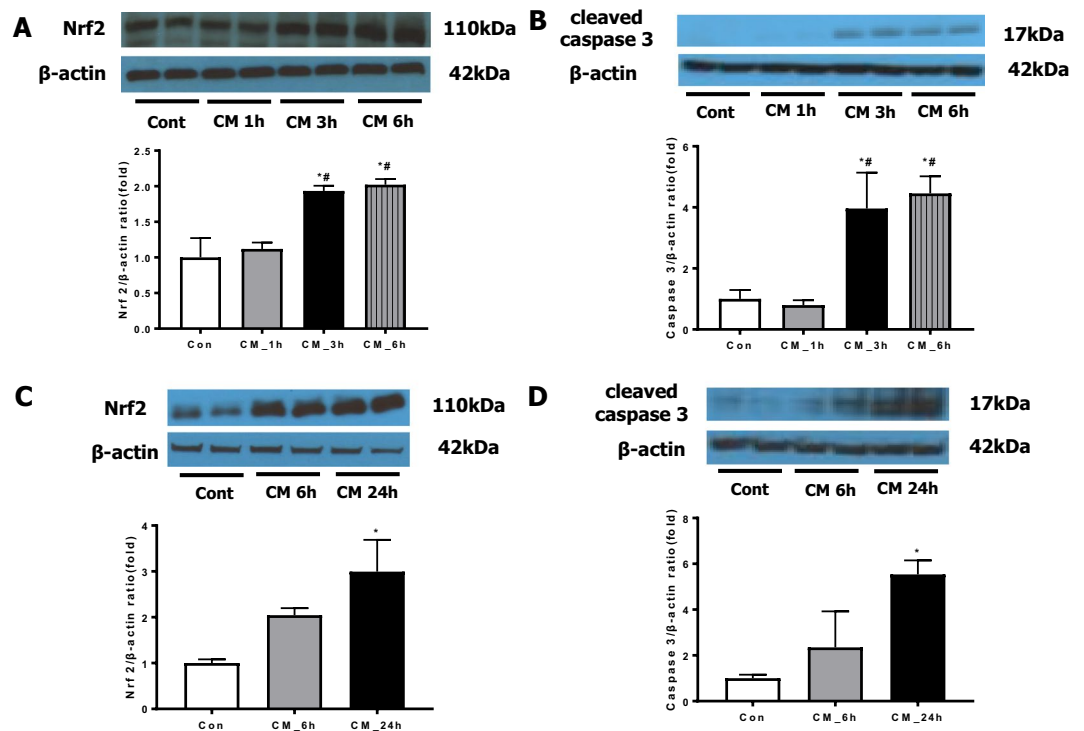 A
Nrf2
110kDa
β-actin
42kDa
Cont CM 1h CM 3h CM 6h
Nrf 2/β-actin ratio(fold)
2.5
2.0
1.5
1.0
0.5
0.0
*# *#
Con CM_1h CM_3h CM_6h
B
cleaved
caspase 3
17kDa
β-actin
42kDa
Cont CM 1h CM 3h CM 6h
Caspase 3/β-actin ratio(fold)
6
4
2
0
*# *#
Con CM_1h CM_3h CM_6h
C
Nrf2
110kDa
β-actin
42kDa
Cont CM 6h CM 24h
Nrf 2/β-actin ratio(fold)
4
3
2
1
0
*
Con CM_6h CM_24h
D
cleaved
caspase 3
17kDa
β-actin
42kDa
Cont CM 6h CM 24h
Caspase 3/β-actin ratio(fold)
8
6
4
2
0
*
Con CM_6h CM_24h